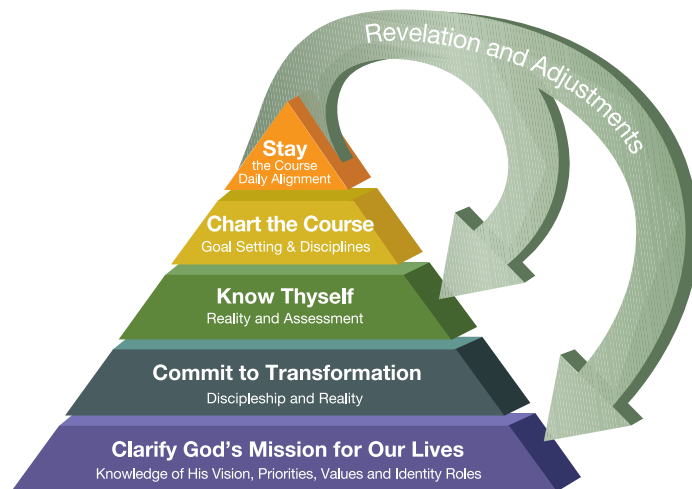 Revelation and Adjustments
Stay
the Course
Daily Alignment
Chart the Course
Goal Setting & Disciplines
Know Thyself
Reality and Assessment
Commit to Transformation
Discipleship and Reality
Clarify God's Mission for Our Lives
Knowledge of His Vision, Priorities, Values and Identity Roles